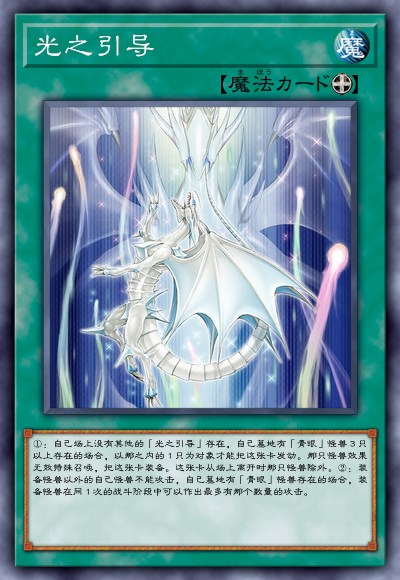 光之引导
魔
まほう
【魔法カード】
①：自己场上没有其他的「光之引导」存在，自己墓地有「青眼」怪兽３只
以上存在的场合，以那之内的１只为对象才能把这张卡发动。那只怪兽效果
无效特殊召唤，把这张卡装备。这张卡从场上离开时那只怪兽除外。②：装
备怪兽以外的自己怪兽不能攻击，自己墓地有「青眼」怪兽存在的场合，装
备怪兽在同１次的战斗阶段中可以作出最多有那个数量的攻击。